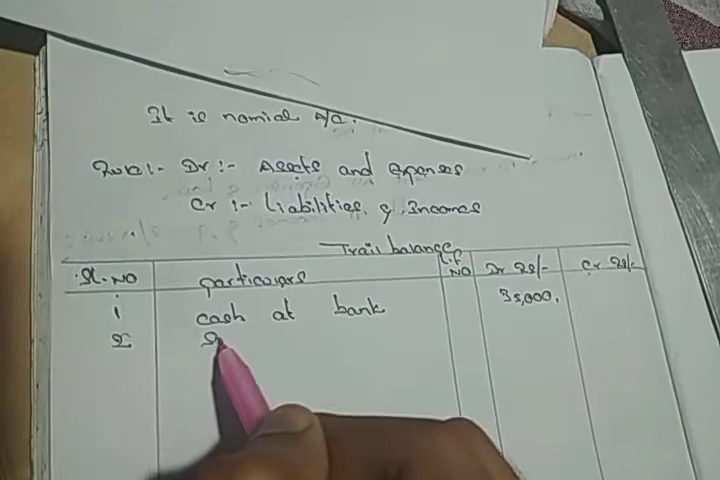 It is nomial A/C.
Rule:- Dr :- Assets and expenses
Cr :- Liabilities & Incomes
Trail balance
Sl.NO particulars L.F NO Dr Rs/- Cr Rs/-
1 cash at bank 35,000.
2 S